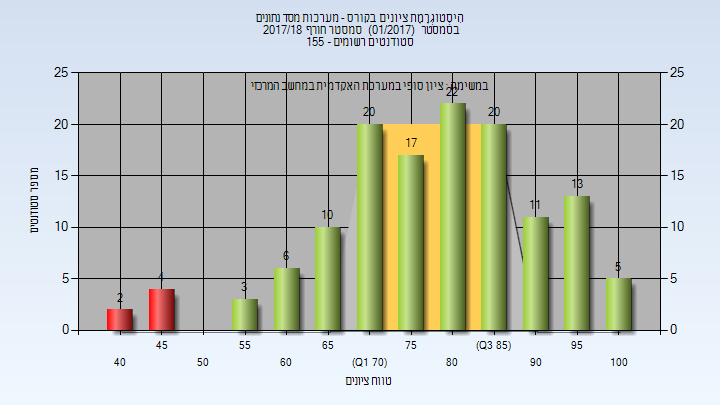 היסטוגרמת ציונים בקורס - מערכות מסד נתונים
בסמסטר (01/2017) סמסטר חורף 2017/18
סטודנטים רשומים - 155
במשימה: ציון סופי במערכת האקדמית במחשב המרכזי
מספר סטודנטים
25 25
20 20
15 15
10 10
5 5
0 0
2 4 3 6 10 20 17 22 20 11 13 5
45 55 65 75 (Q3 85) 95
40 50 60 (Q1 70) 80 90 100
טווח ציונים